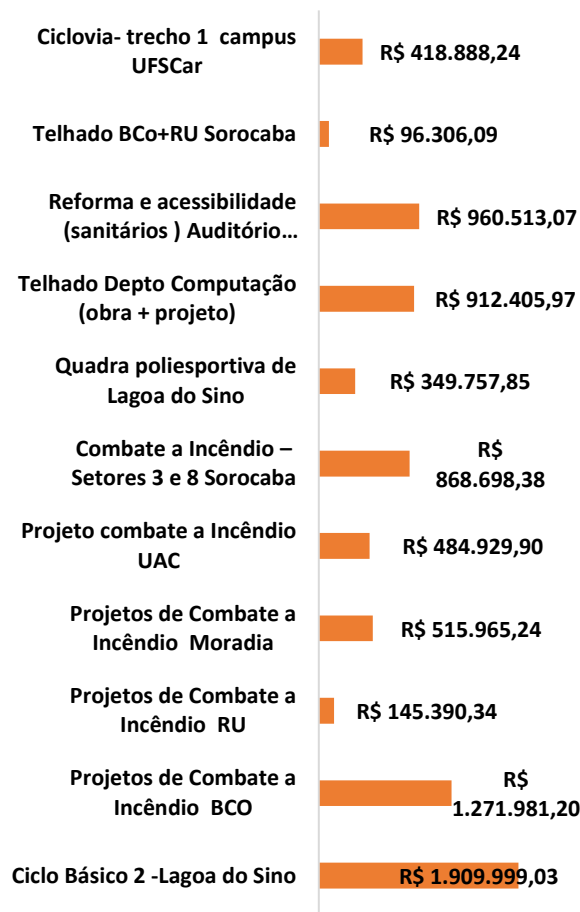 Ciclovia- trecho 1  campus
UFSCar
R$ 418.888,24
Telhado BCo+RU Sorocaba
R$ 96.306,09
Reforma e acessibilidade
(sanitários ) Auditório...
R$ 960.513,07
Telhado Depto Computação
(obra + projeto)
R$ 912.405,97
Quadra poliesportiva de
Lagoa do Sino
R$ 349.757,85
Combate a Incêndio –
Setores 3 e 8 Sorocaba
R$
868.698,38
Projeto combate a Incêndio
UAC
R$ 484.929,90
Projetos de Combate a
Incêndio  Moradia
R$ 515.965,24
Projetos de Combate a
Incêndio  RU
R$ 145.390,34
Projetos de Combate a
Incêndio  BCO
R$
1.271.981,20
Ciclo Básico 2 -Lagoa do Sino
R$ 1.909.999,03